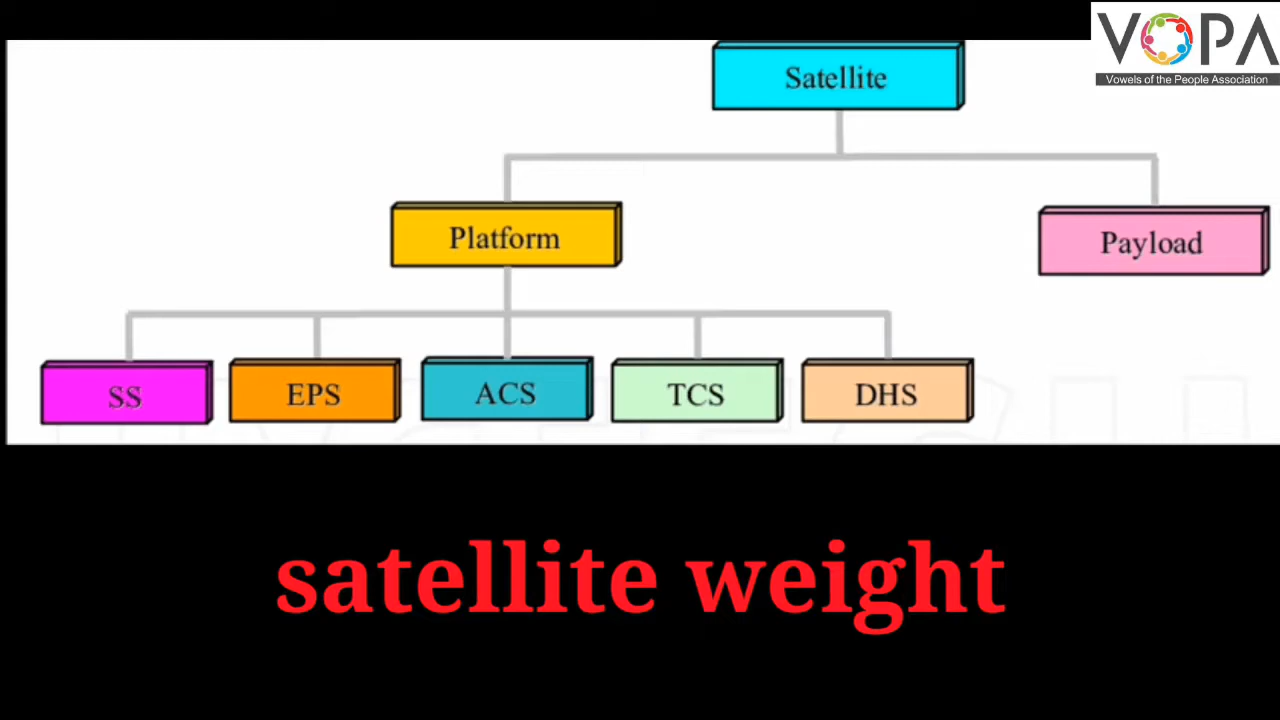 VOPA
Vowels of the People Association
Satellite
Platform
Payload
SS
EPS
ACS
TCS
DHS
satellite weight